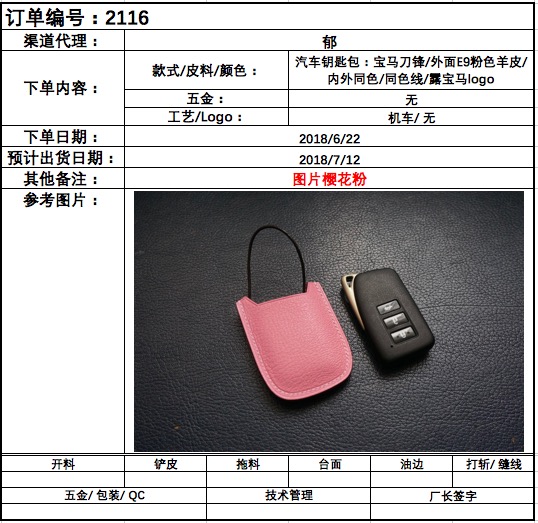 订单编号：2116
渠道代理：
郁
下单内容：
款式/皮料/颜色：
汽车钥匙包：宝马刀锋/外面E9粉色羊皮/
内外同色/同色线/露宝马logo
五金：
无
工艺/Logo：
机车/ 无
下单日期：
2018/6/22
预计出货日期：
2018/7/12
其他备注：
图片樱花粉
参考图片：
开料
铲皮
拖料
台面
油边
打斩/ 缝线
五金/ 包装/ QC
技术管理
厂长签字